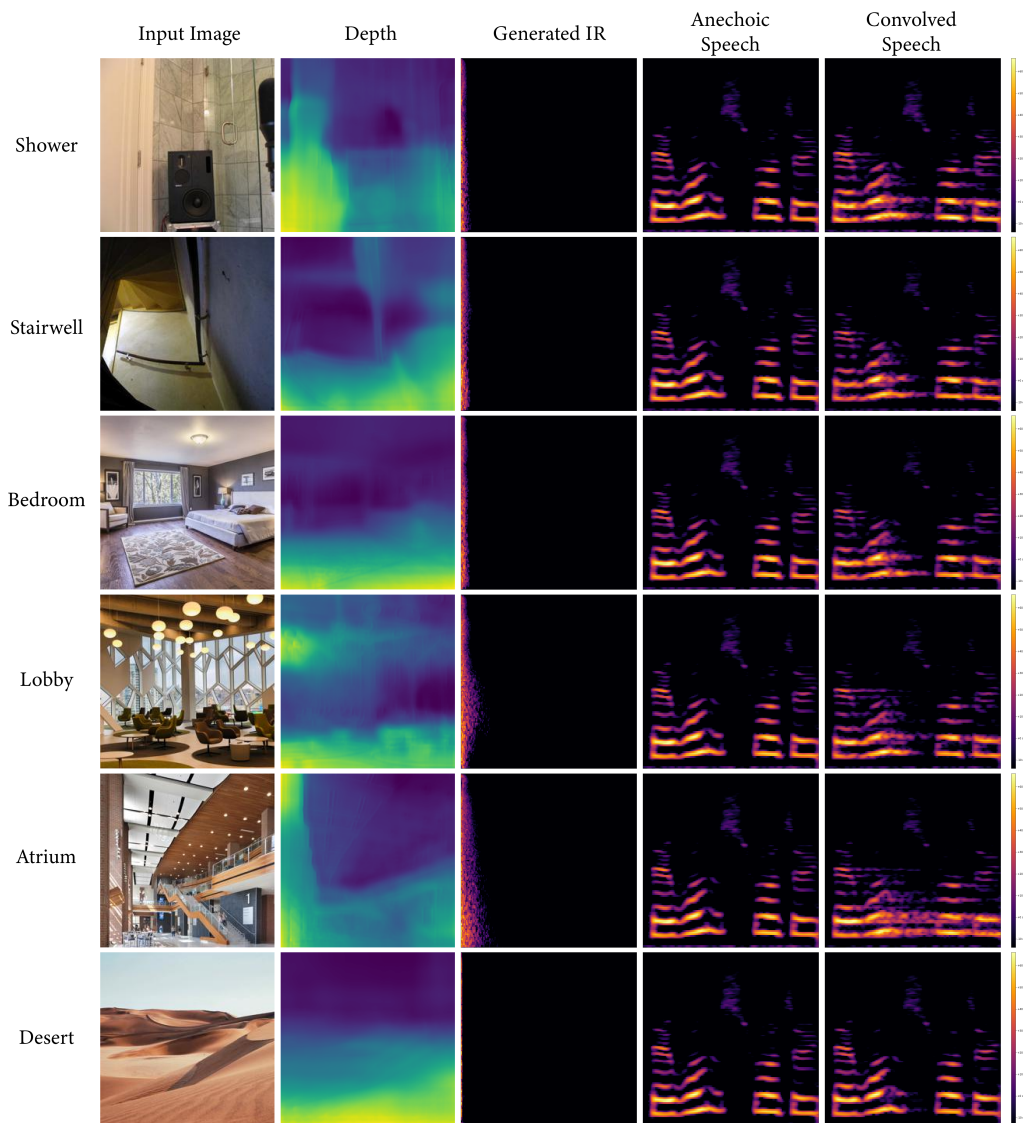 Input Image
Depth
Generated IR
Anechoic
Speech
Convolved
Speech
Shower
Stairwell
Bedroom
Lobby
Atrium
1
Desert